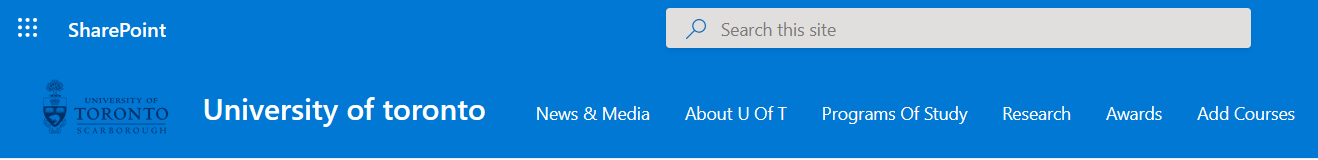 SharePoint
Search this site
UNIVERSITY OF
TORONTO
SCARBOROUGH
University of toronto
News & Media
About U Of T
Programs Of Study
Research
Awards
Add Courses